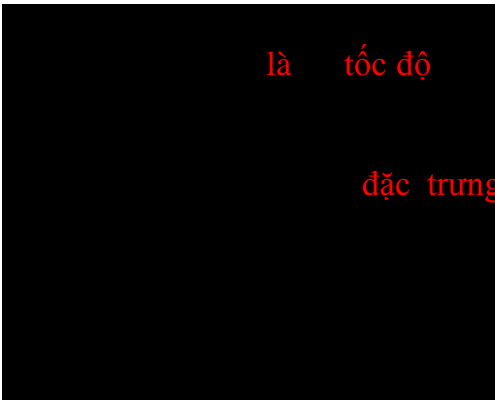 là tốc độ
đặc trưng